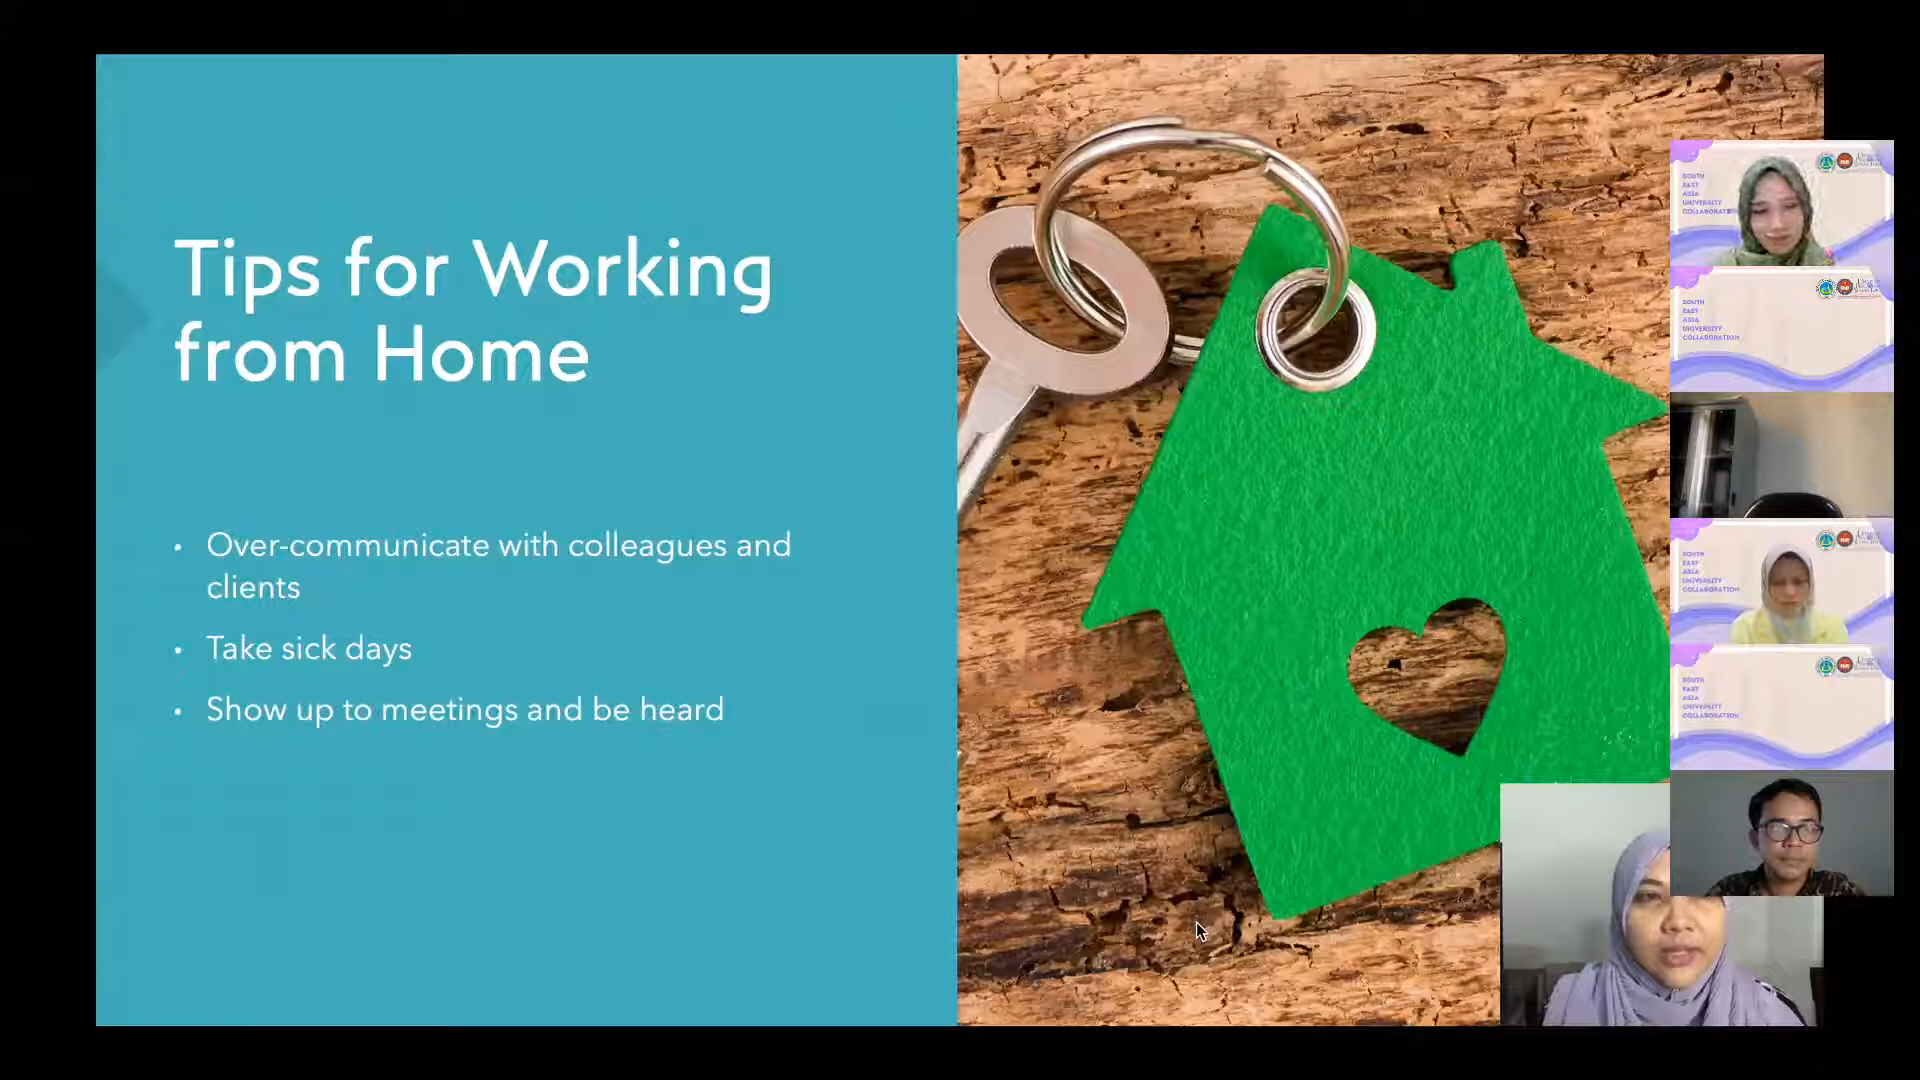 Tips for Working
from Home
• Over-communicate with colleagues and
clients
• Take sick days
• Show up to meetings and be heard
SOUTH
EAST
ASIA
UNIVERSITY
COLLABORATION
SOUTH
EAST
ASIA
UNIVERSITY
COLLABORATION
SOUTH
EAST
ASIA
UNIVERSITY
COLLABORATION
SOUTH
EAST
ASIA
UNIVERSITY
COLLABORATION